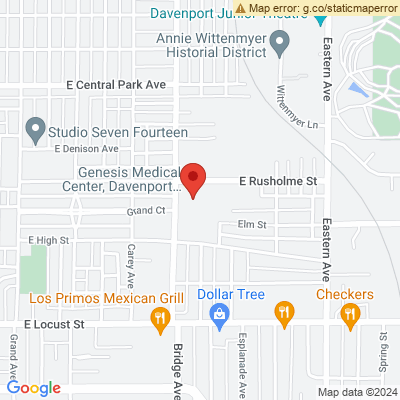 Map error: g.co/staticmaperror
Davenport Junior Theatre
Annie Wittenmyer
Historical District
Eastern Ave
E Central Park Ave
Wittenmyer Ln
Studio Seven Fourteen
E Denison Ave
Genesis Medical
Center, Davenport...
E Rusholme St
Grand Ct
Elm St
E High St
Eastern Ave
Carey Ave
Los Primos Mexican Grill
Dollar Tree
Checkers
E Locust St
Grand Ave
Bridge Ave
Esplanade Ave
Spring St
Google
Map data ©2024